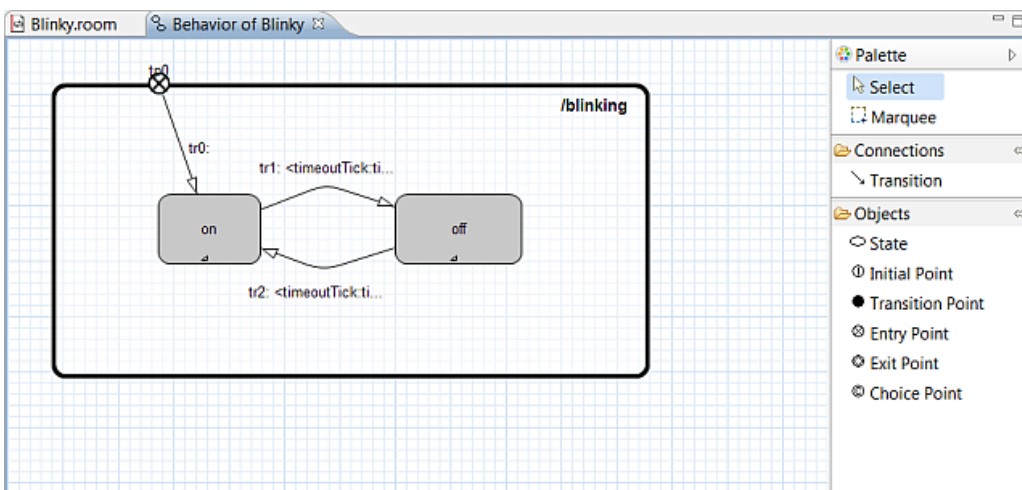 Blinky.room
Behavior of Blinky
tp0
/blinking
tr0:
tr1: <timeoutTick:ti...
on
off
tr2: <timeoutTick:ti...
Palette
Select
Marquee
Connections
Transition
Objects
State
Initial Point
Transition Point
Entry Point
Exit Point
Choice Point